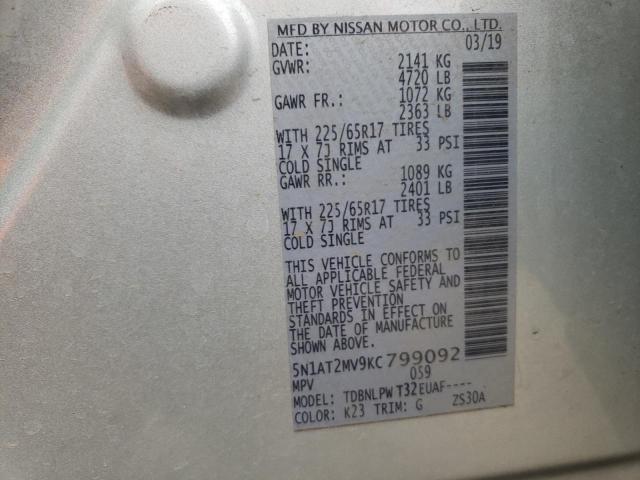 MFD BY NISSAN MOTOR CO., LTD.
DATE: 03/19
GVWR: 2141 KG
4720 LB
GAWR FR.: 1072 KG
2363 LB
WITH 225/65R17 TIRES
17 X 7J RIMS AT 33 PSI
COLD SINGLE
GAWR RR.: 1089 KG
2401 LB
WITH 225/65R17 TIRES
17 X 7J RIMS AT 33 PSI
COLD SINGLE
THIS VEHICLE CONFORMS TO
ALL APPLICABLE FEDERAL
MOTOR VEHICLE SAFETY AND
THEFT PREVENTION
STANDARDS IN EFFECT ON
THE DATE OF MANUFACTURE
SHOWN ABOVE.
5N1AT2MV9KC799092
MPV 059
MODEL: TDBNLPW T32EUAF----
COLOR: K23 TRIM: G ZS30A